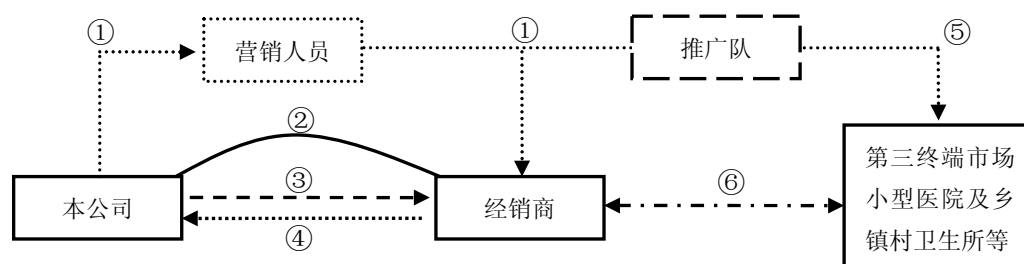 ①
营销人员
①
推广队
⑤
②
本公司
③
④
经销商
⑥
第三终端市场
小型医院及乡
镇村卫生所等